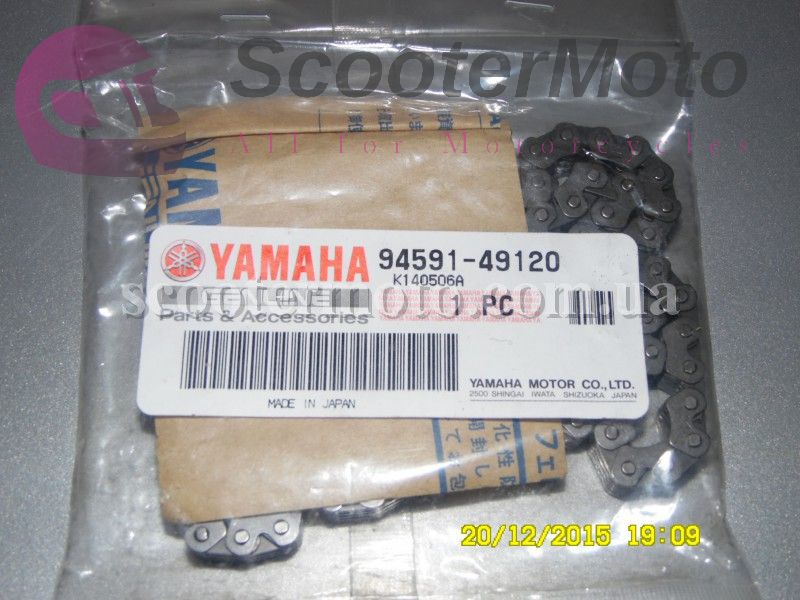 ScooterMoto
All for Motorcycles
YAMAHA 94591-49120
K140506A
GENUINE
1 PC
scootermoto.com.ua
Parts & Accessories
YAMAHA MOTOR CO., LTD.
2500 SHINGAI IWATA SHIZUOKA JAPAN
MADE IN JAPAN
20/12/2015 19:09